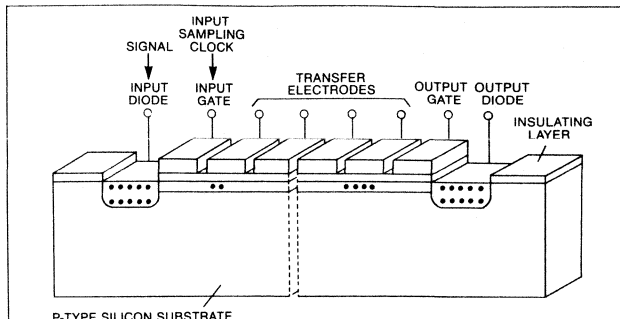 INPUT
SAMPLING
CLOCK
SIGNAL
INPUT
DIODE
INPUT
GATE
TRANSFER
ELECTRODES
OUTPUT
GATE
OUTPUT
DIODE
INSULATING
LAYER
P-TYPE SILICON SUBSTRATE